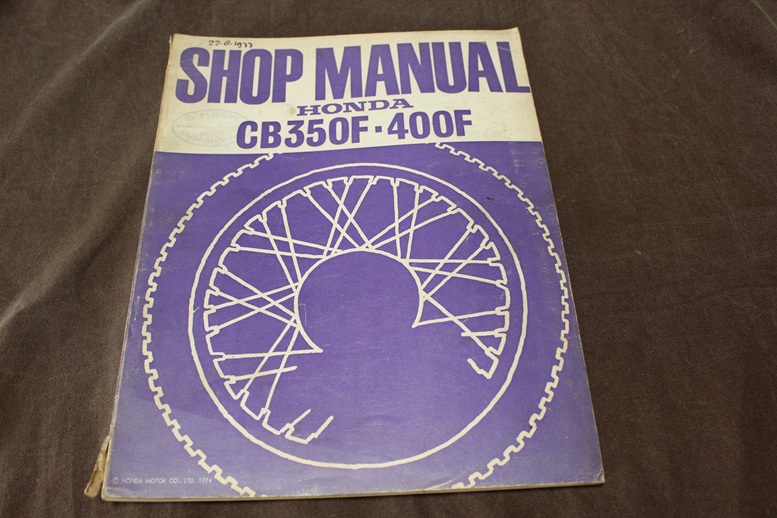 22-8-1977
SHOP MANUAL
HONDA
CB350F·400F
© HONDA MOTOR CO., LTD. 1974